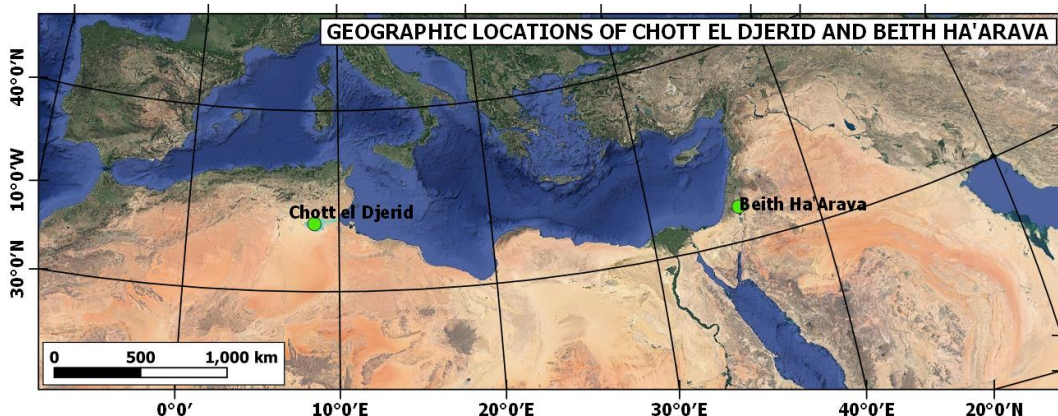 GEOGRAPHIC LOCATIONS OF CHOTT EL DJERID AND BEITH HA'ARAVA
40°0'N
10°0'W
30°0'N
Chott el Djerid
Beith Ha'Arava
0 500 1,000 km
0°0' 10°0'E 20°0'E 30°0'E 40°0'E 20°0'N